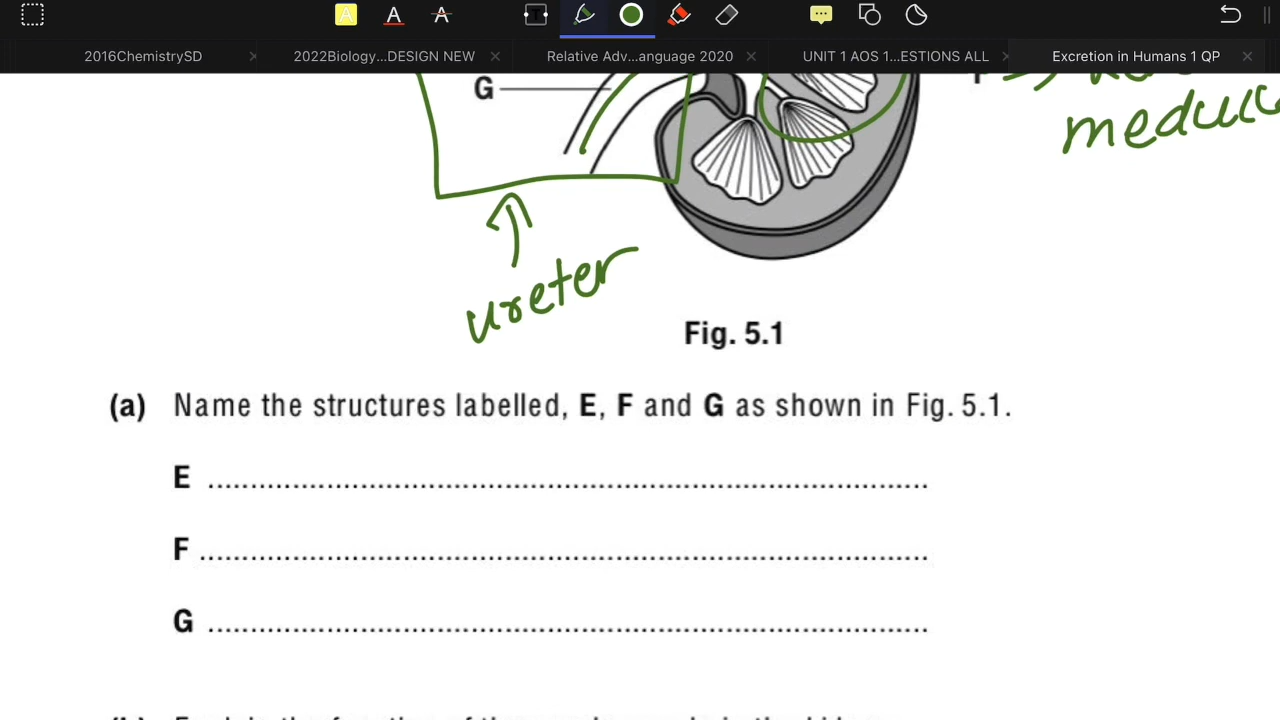 A A A T
2016ChemistrySD × 2022Biology...DESIGN NEW × Relative Adv...anguage 2020 × UNIT 1 AOS 1...ESTIONS ALL × Excretion in Humans 1 QP ×
G
ureter
Fig. 5.1
(a) Name the structures labelled, E, F and G as shown in Fig. 5.1.
E ....................................................................................
F ....................................................................................
G ....................................................................................